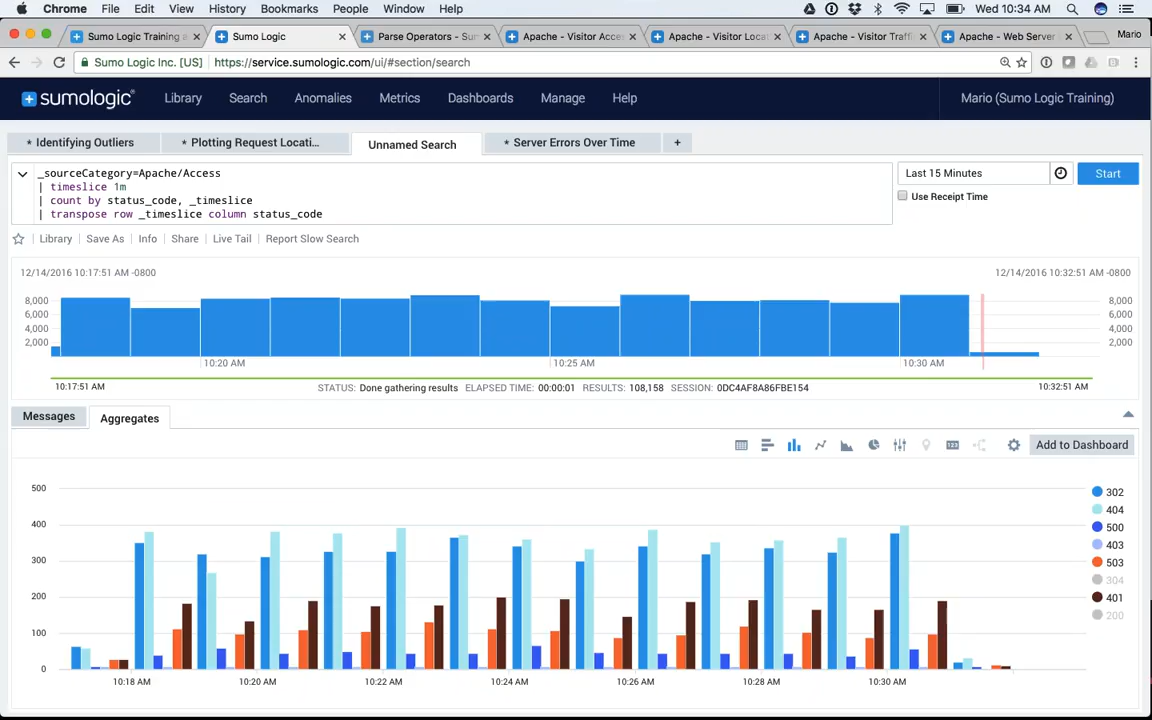 Chrome File Edit View History Bookmarks People Window Help Wed 10:34 AM
Sumo Logic Training a Sumo Logic Parse Operators - Sum Apache - Visitor Acces Apache - Visitor Locat Apache - Visitor Traffi Apache - Web Server Mario
Sumo Logic Inc. [US] https://service.sumologic.com/ui/#section/search
sumologic Library Search Anomalies Metrics Dashboards Manage Help Mario (Sumo Logic Training)
* Identifying Outliers * Plotting Request Locati... Unnamed Search * Server Errors Over Time +
_sourceCategory=Apache/Access
| timeslice 1m
| count by status_code, _timeslice
| transpose row _timeslice column status_code
Last 15 Minutes Start
Use Receipt Time
Library Save As Info Share Live Tail Report Slow Search
12/14/2016 10:17:51 AM -0800 12/14/2016 10:32:51 AM -0800
8,000 8,000
6,000 6,000
4,000 4,000
2,000 2,000
10:20 AM 10:25 AM 10:30 AM
10:17:51 AM STATUS: Done gathering results ELAPSED TIME: 00:00:01 RESULTS: 108,158 SESSION: 0DC4AF8A86FBE154 10:32:51 AM
Messages Aggregates
Add to Dashboard
500
400
300
200
100
0
10:18 AM 10:20 AM 10:22 AM 10:24 AM 10:26 AM 10:28 AM 10:30 AM
302
404
500
403
503
304
401
200